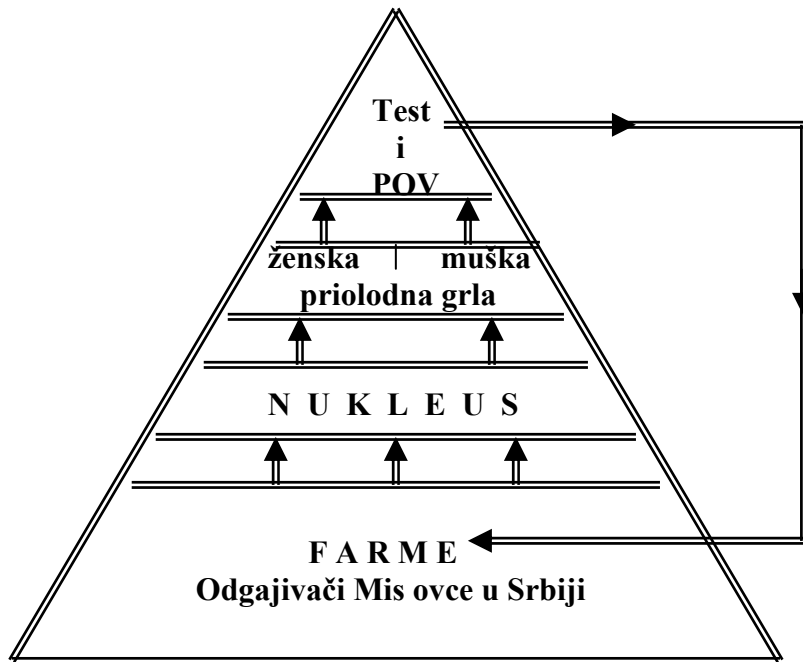 Test
i
POV
ženska | muška
priolodna grla
N U K L E U S
F A R M E
Odgajivači Mis ovce u Srbiji